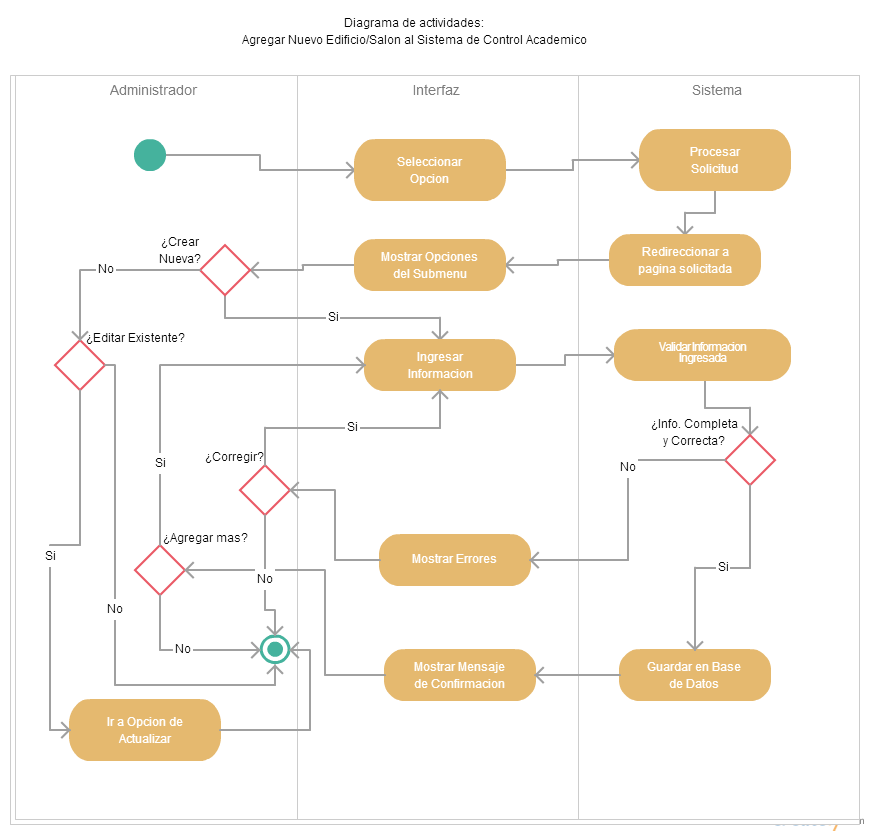 Diagrama de actividades:
Agregar Nuevo Edificio/Salon al Sistema de Control Academico
Administrador
Interfaz
Sistema
Seleccionar
Opcion
Procesar
Solicitud
¿Crear
Nueva?
Mostrar Opciones
del Submenu
Redireccionar a
pagina solicitada
No
Si
¿Editar Existente?
Ingresar
Informacion
Validar Informacion
Ingresada
¿Info. Completa
y Correcta?
Si
¿Corregir?
Si
No
¿Agregar mas?
Mostrar Errores
Si
Si
No
No
No
Mostrar Mensaje
de Confirmacion
Guardar en Base
de Datos
Ir a Opcion de
Actualizar